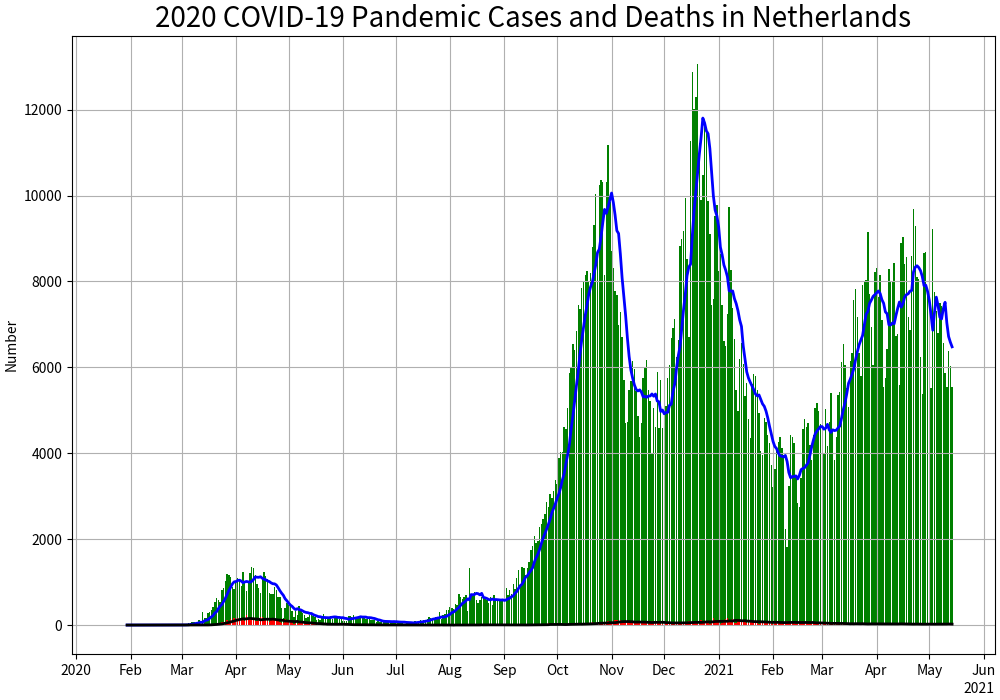 2020 COVID-19 Pandemic Cases and Deaths in Netherlands
Number
12000
10000
8000
6000
4000
2000
0
2020 Feb Mar Apr May Jun Jul Aug Sep Oct Nov Dec 2021 Feb Mar Apr May Jun
2021